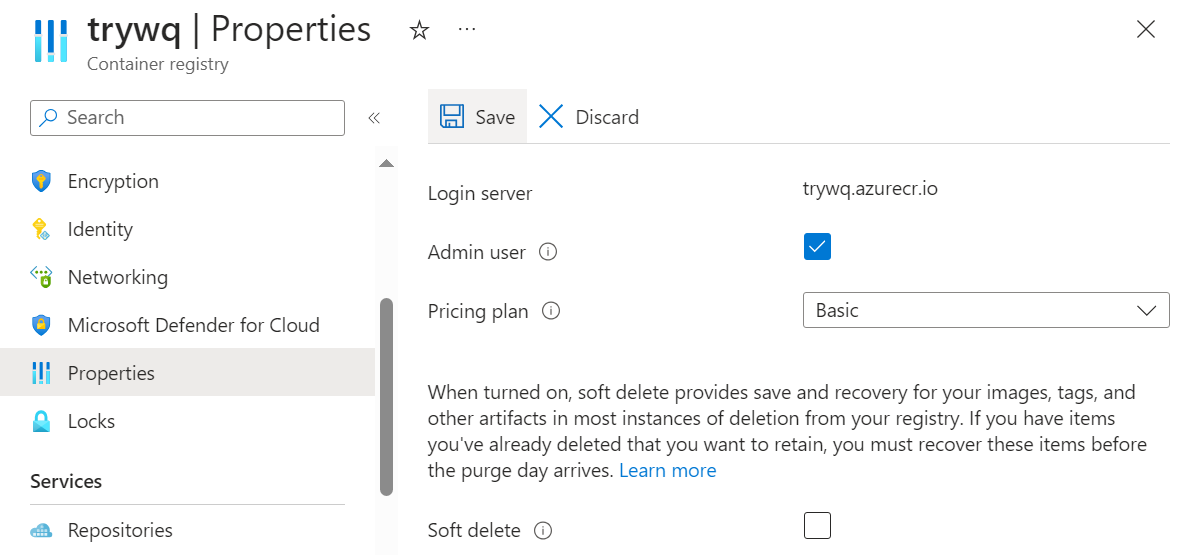 trywq | Properties
Container registry
Search
Encryption
Identity
Networking
Microsoft Defender for Cloud
Properties
Locks
Services
Repositories
Save
Discard
Login server
trywq.azurecr.io
Admin user
Pricing plan
Basic
When turned on, soft delete provides save and recovery for your images, tags, and
other artifacts in most instances of deletion from your registry. If you have items
you've already deleted that you want to retain, you must recover these items before
the purge day arrives. Learn more
Soft delete